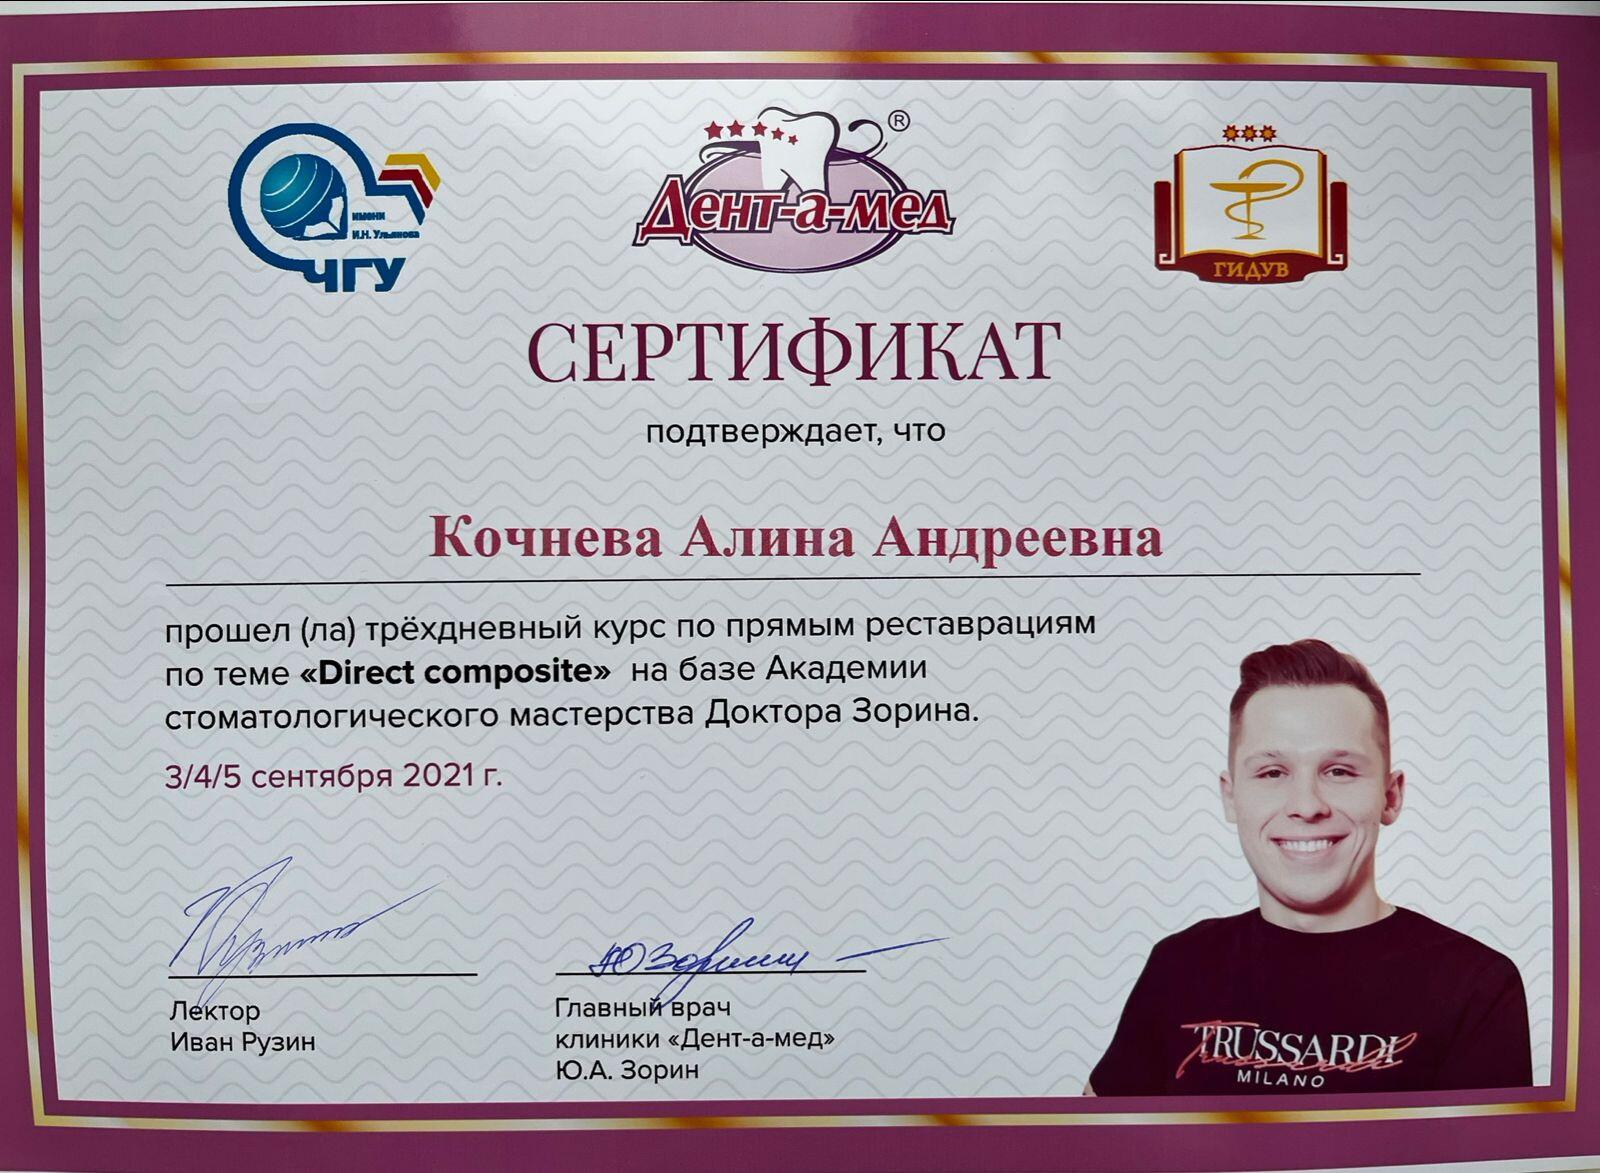 имени
И.Н. Ульянова
ЧГУ
Дент-а-мед ®
ГИДУВ
СЕРТИФИКАТ
подтверждает, что
Кочнева Алина Андреевна
прошел (ла) трёхдневный курс по прямым реставрациям
по теме «Direct composite» на базе Академии
стоматологического мастерства Доктора Зорина.
3/4/5 сентября 2021 г.
Лектор
Иван Рузин
Главный врач
клиники «Дент-а-мед»
Ю.А. Зорин
TRUSSARDI
MILANO